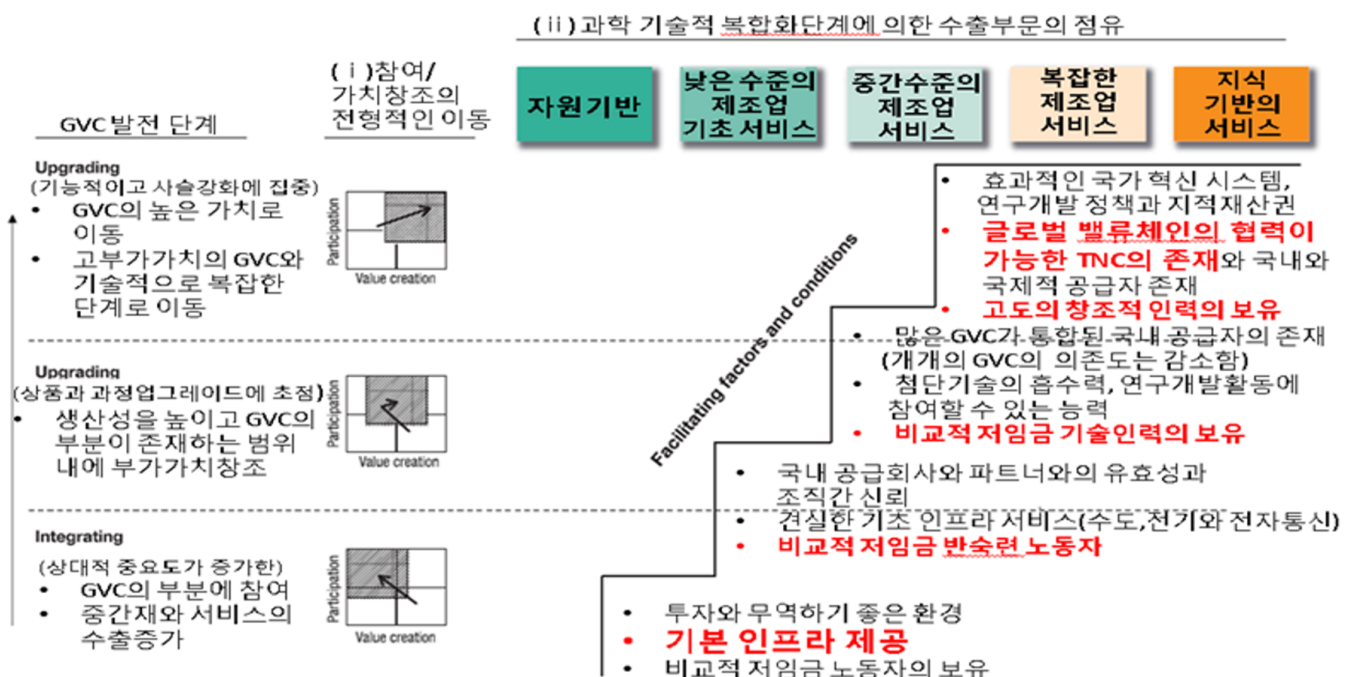 (ii)과학 기술적 복합화단계에 의한 수출부문의 점유
(i)참여/
가치창조의
전형적인 이동
GVC 발전 단계
자원기반
낮은 수준의
제조업
기초 서비스
중간수준의
제조업
서비스
복잡한
제조업
서비스
지식
기반의
서비스
Upgrading
(기능적이고 사슬강화에 집중)
• GVC의 높은 가치로
이동
• 고부가가치의 GVC와
기술적으로 복잡한
단계로 이동
Participation
Value creation
Upgrading
(상품과 과정업그레이드에 초점)
• 생산성을 높이고 GVC의
부분이 존재하는 범위
내에 부가가치창조
Participation
Value creation
Integrating
(상대적 중요도가 증가한)
• GVC의 부분에 참여
• 중간재와 서비스의
수출증가
Participation
Value creation
Facilitating factors and conditions
• 효과적인 국가 혁신 시스템,
연구개발 정책과 지적재산권
• 글로벌 밸류체인의 협력이
가능한 TNC의 존재와 국내와
국제적 공급자 존재
• 고도의 창조적 인력의 보유
• 많은 GVC가 통합된 국내 공급자의 존재
(개개의 GVC의 의존도는 감소함)
• 첨단기술의 흡수력, 연구개발활동에
참여할 수 있는 능력
• 비교적 저임금 기술인력의 보유
• 국내 공급회사와 파트너와의 유효성과
조직간 신뢰
• 견실한 기초 인프라 서비스(수도,전기와 전자통신)
• 비교적 저임금 반숙련 노동자
• 투자와 무역하기 좋은 환경
• 기본 인프라 제공
• 비교적 저임금 노동자의 보유